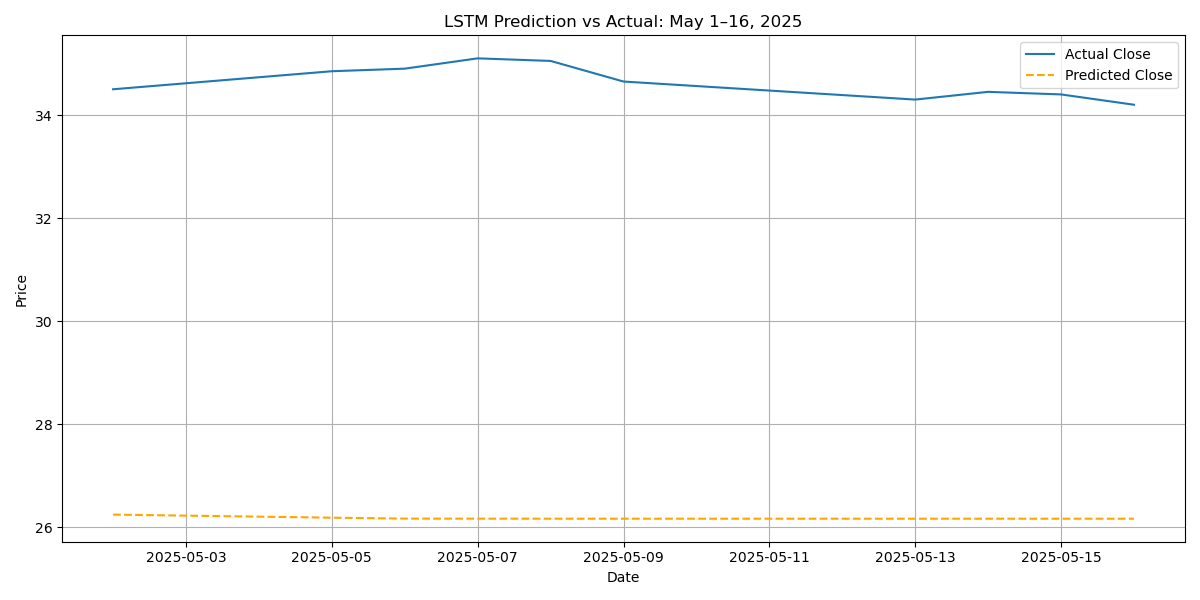 LSTM Prediction vs Actual: May 1–16, 2025
Actual Close
Predicted Close
Price
34
32
30
28
26
2025-05-03
2025-05-05
2025-05-07
2025-05-09
2025-05-11
2025-05-13
2025-05-15
Date